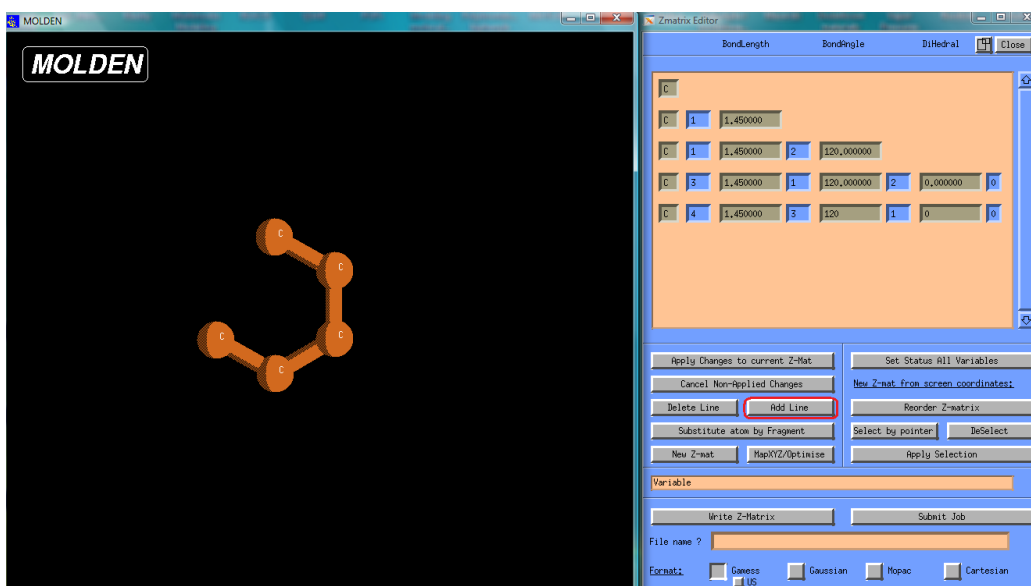 MOLDEN
Zmatrix Editor
MOLDEN
BondLength BondAngle DiHedral Close
C
C 1 1.450000
C 1 1.450000 2 120.000000
C 3 1.450000 1 120.000000 2 0.000000 0
C 4 1.450000 3 120 1 0 0
C
C
C
C
C
Apply Changes to current Z-Mat
Set Status All Variables
Cancel Non-Applied Changes
New Z-mat from screen coordinates:
Delete Line
Add Line
Reorder Z-matrix
Substitute atom by Fragment
Select by pointer
DeSelect
New Z-mat
MapXYZ/Optimise
Apply Selection
Variable
Write Z-Matrix
Submit Job
File name ?
Format: Gamess Gaussian Mopac Cartesian
US